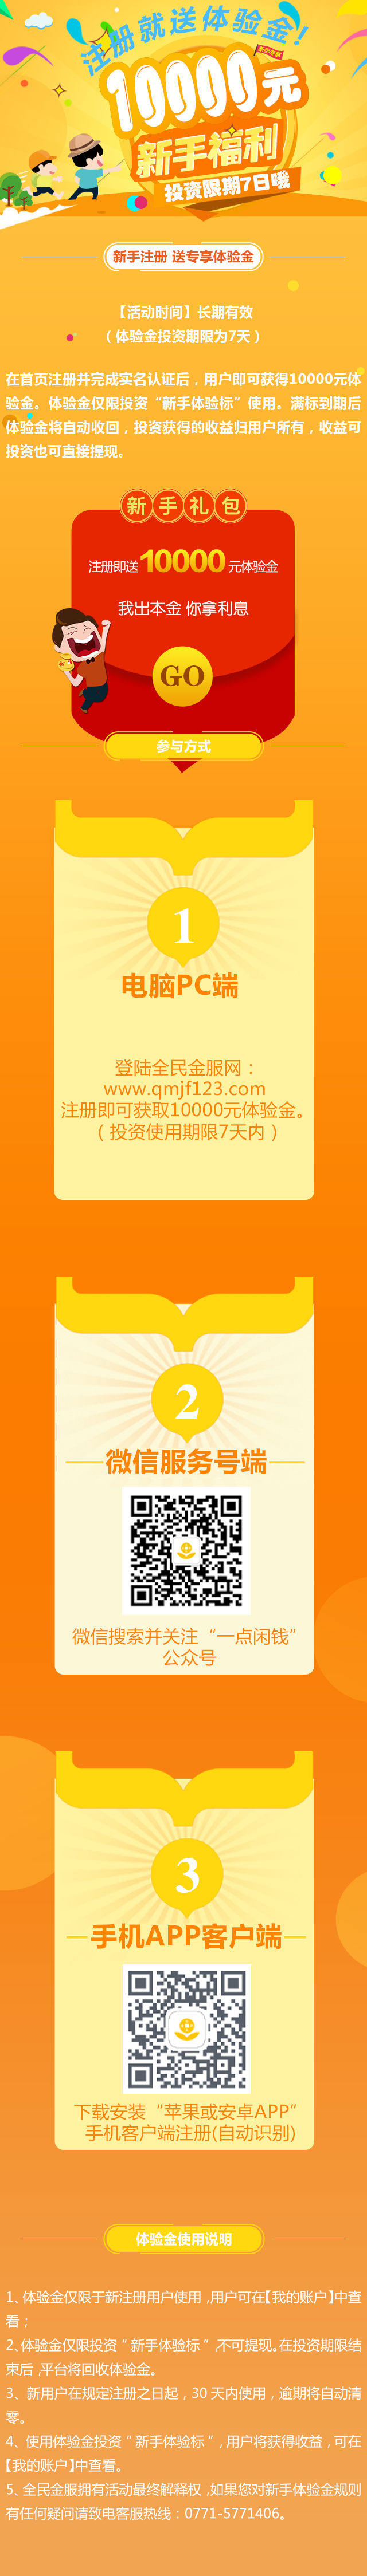 注册就送体验金!
新手专享
10000元
新手福利
投资限期7日哦
新手注册 送专享体验金
【活动时间】长期有效
（体验金投资期限为7天）
在首页注册并完成实名认证后，用户即可获得10000元体
验金。体验金仅限投资“新手体验标”使用。满标到期后
体验金将自动收回，投资获得的收益归用户所有，收益可
投资也可直接提现。
新手礼包
注册即送10000元体验金
我出本金 你拿利息
GO
参与方式
1
电脑PC端
登陆全民金服网：
www.qmjf123.com
注册即可获取10000元体验金。
（投资使用期限7天内）
2
微信服务号端
微信搜索并关注“一点闲钱”
公众号
3
手机APP客户端
下载安装“苹果或安卓APP”
手机客户端注册(自动识别)
体验金使用说明
1、体验金仅限于新注册用户使用，用户可在【我的账户】中查
看；
2、体验金仅限投资“新手体验标”，不可提现。在投资期限结
束后，平台将回收体验金。
3、新用户在规定注册之日起，30 天内使用，逾期将自动清
零。
4、使用体验金投资“新手体验标”，用户将获得收益，可在
【我的账户】中查看。
5、全民金服拥有活动最终解释权，如果您对新手体验金规则
有任何疑问请致电客服热线：0771-5771406。